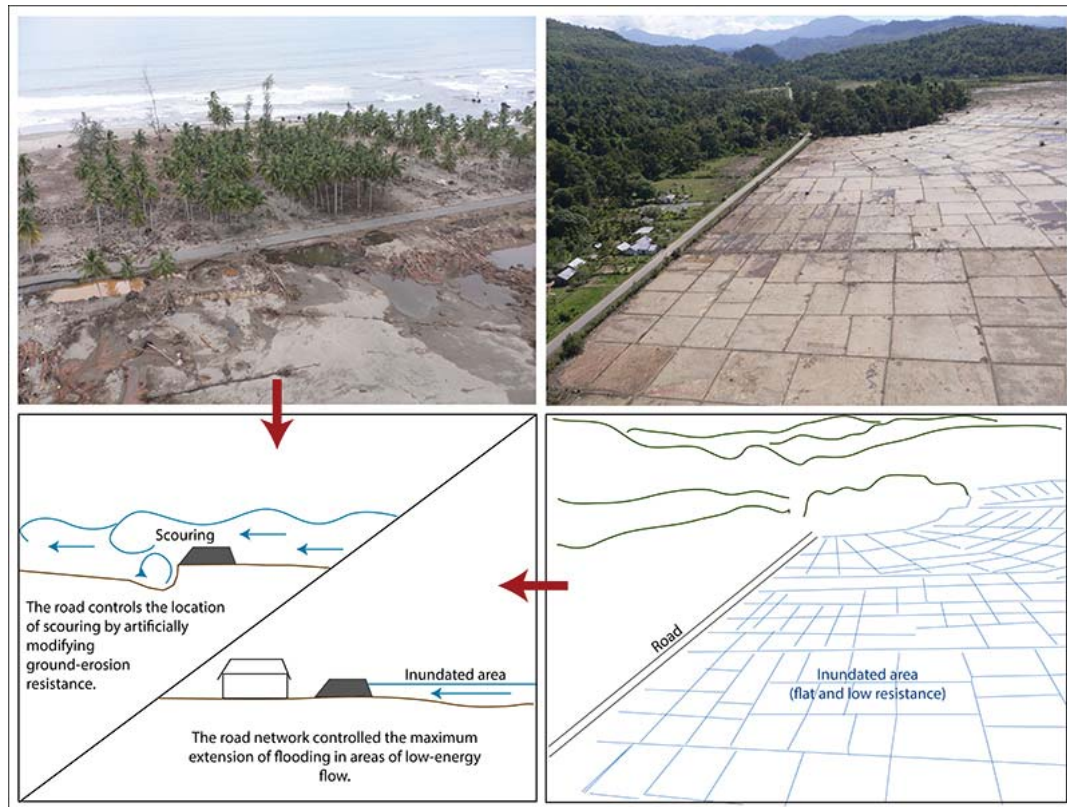 Scouring
The road controls the location
of scouring by artificially
modifying
ground-erosion
resistance.
Inundated area
The road network controlled the maximum
extension of flooding in areas of low-energy
flow.
Road
Inundated area
(flat and low resistance)